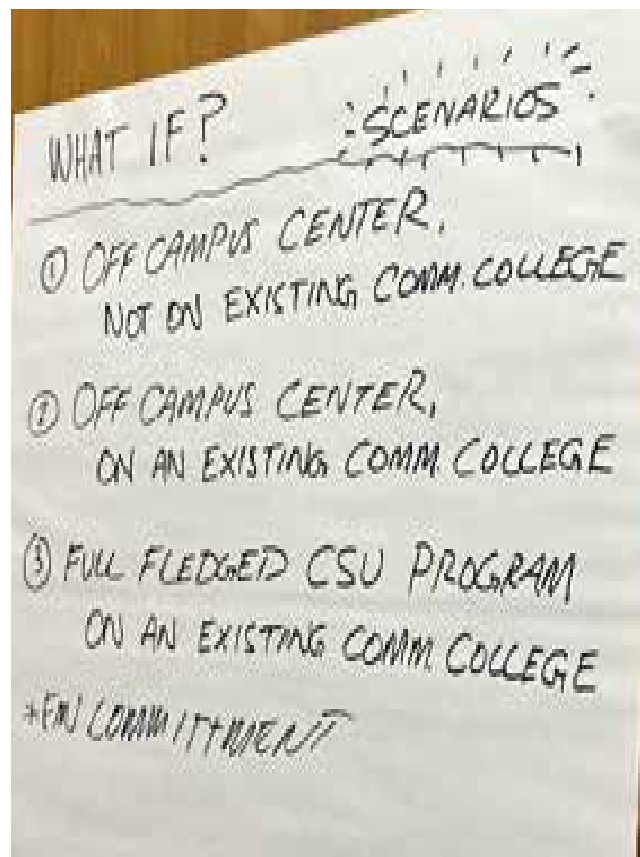 WHAT IF? SCENARIOS
① OFF CAMPUS CENTER,
NOT ON EXISTING COMM. COLLEGE
② OFF CAMPUS CENTER,
ON AN EXISTING COMM. COLLEGE
③ FULL FLEDGED CSU PROGRAM
ON AN EXISTING COMM. COLLEGE
+FIN COMMITTMENT